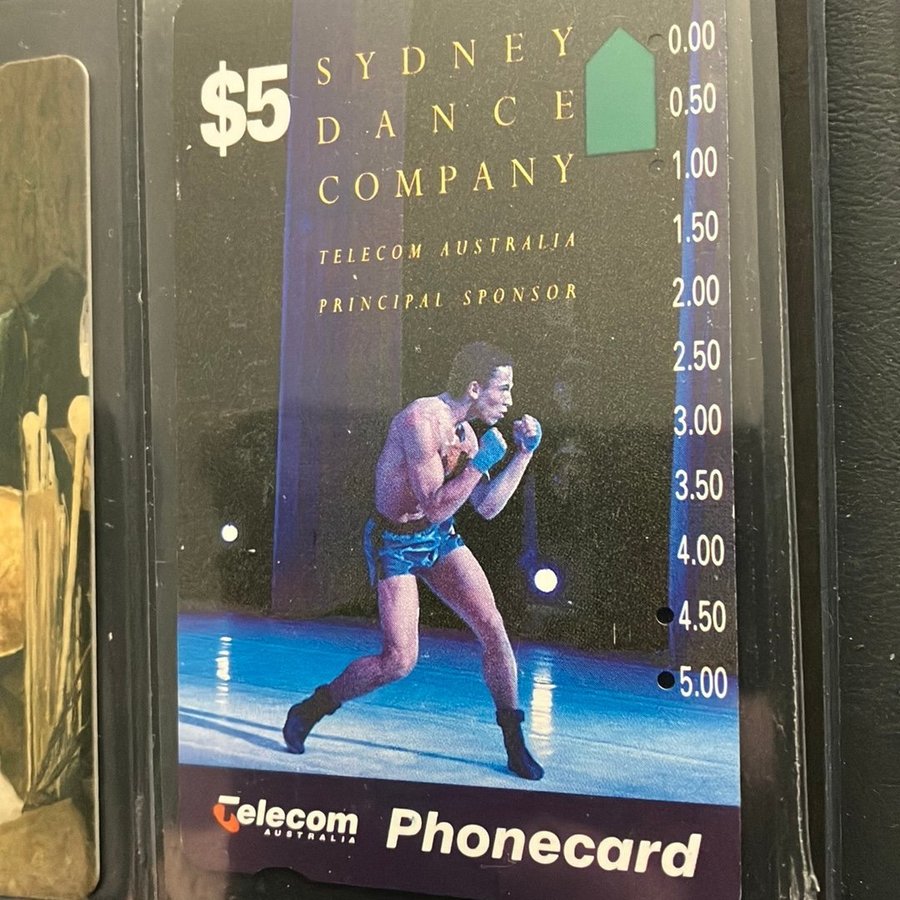 $5
SYDNEY
DANCE
COMPANY
TELECOM AUSTRALIA
PRINCIPAL SPONSOR
0.00
0.50
1.00
1.50
2.00
2.50
3.00
3.50
4.00
4.50
5.00
Telecom
AUSTRALIA
Phonecard